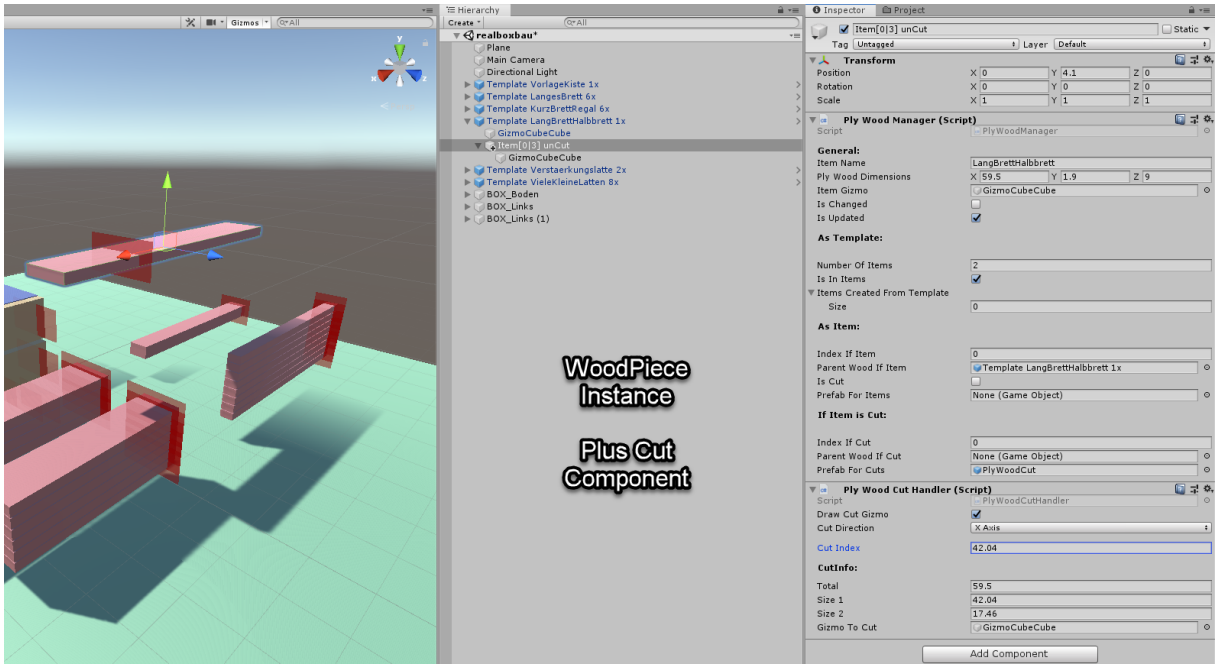 Gizmos
All
y
x
z
Hierarchy
Create
All
realboxbau*
Plane
Main Camera
Directional Light
Template VorlageKiste 1x
Template LangesBrett 6x
Template KurzBrettRegal 6x
Template LangBrettHalbbrett 1x
GizmoCubeCube
Item[0|3] unCut
GizmoCubeCube
Template Verstaerkungslatte 2x
Template VieleKleineLatten 8x
BOX_Boden
BOX_Links
BOX_Links (1)
WoodPiece
Instance
Plus Cut
Component
Inspector Project
Item[0|3] unCut Static
Tag Untagged Layer Default
Transform
Position X 0 Y 4.1 Z 0
Rotation X 0 Y 0 Z 0
Scale X 1 Y 1 Z 1
Ply Wood Manager (Script)
Script PlyWoodManager
General:
Item Name LangBrettHalbbrett
Ply Wood Dimensions X 59.5 Y 1.9 Z 9
Item Gizmo GizmoCubeCube
Is Changed
Is Updated
As Template:
Number Of Items 2
Is In Items
Items Created From Template
Size 0
As Item:
Index If Item 0
Parent Wood If Item Template LangBrettHalbbrett 1x
Is Cut
Prefab For Items None (Game Object)
If Item is Cut:
Index If Cut 0
Parent Wood If Cut None (Game Object)
Prefab For Cuts PlyWoodCut
Ply Wood Cut Handler (Script)
Script PlyWoodCutHandler
Draw Cut Gizmo
Cut Direction X Axis
Cut Index 42.04
CutInfo:
Total 59.5
Size 1 42.04
Size 2 17.46
Gizmo To Cut GizmoCubeCube
Add Component